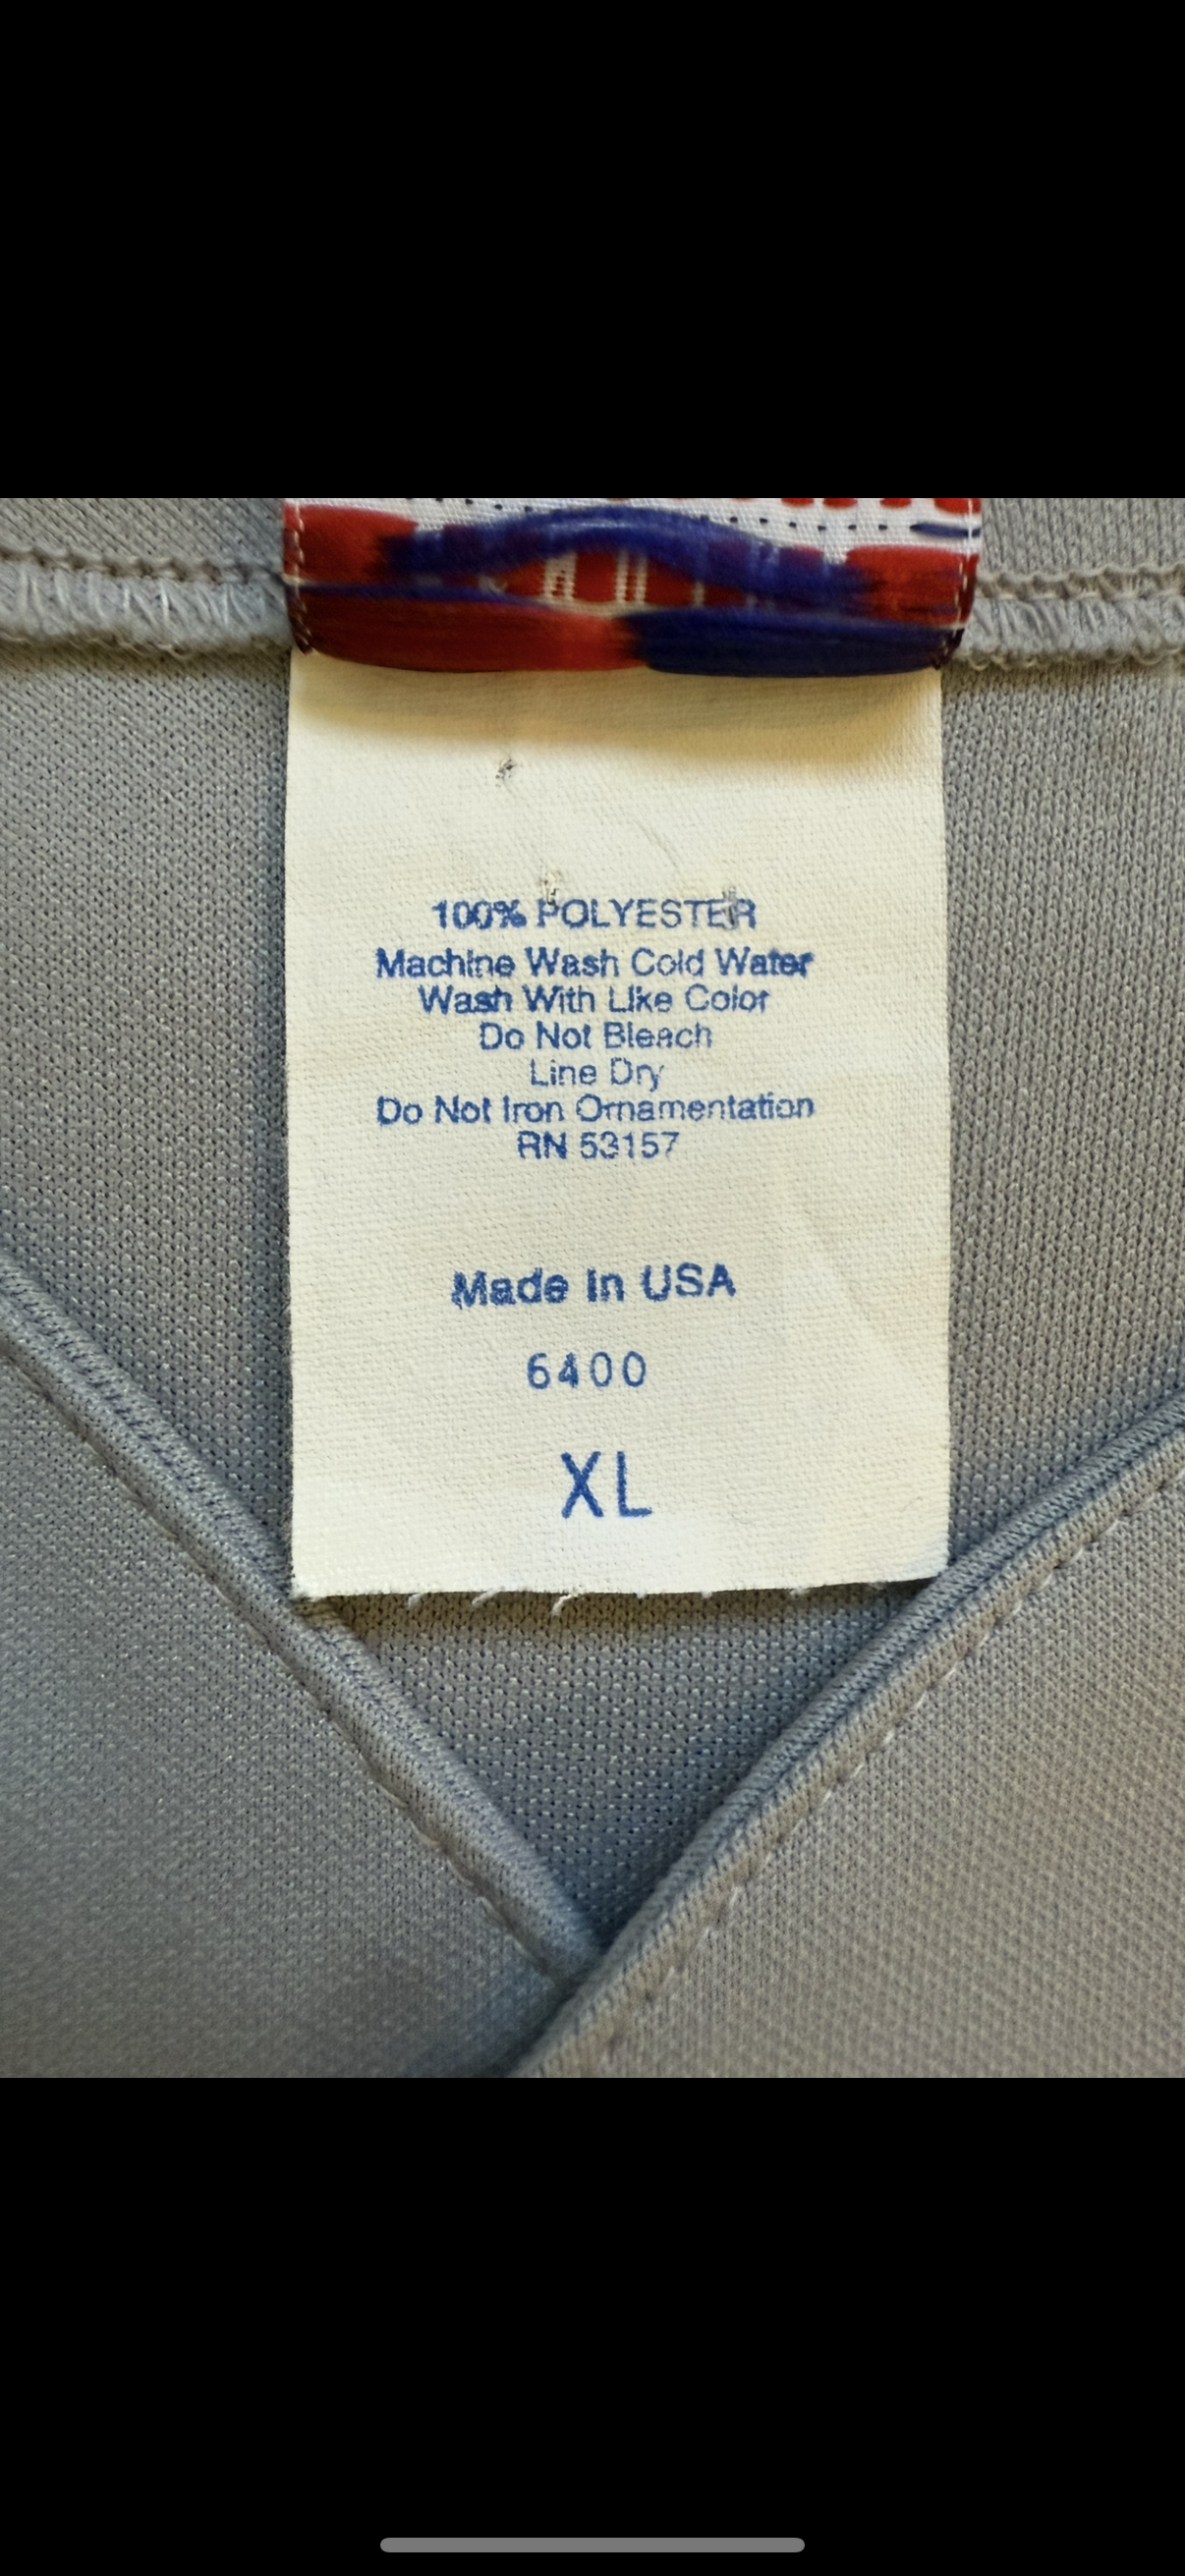 100% POLYESTER
Machine Wash Cold Water
Wash With Like Color
Do Not Bleach
Line Dry
Do Not Iron Ornamentation
RN 53157
Made In USA
6400
XL